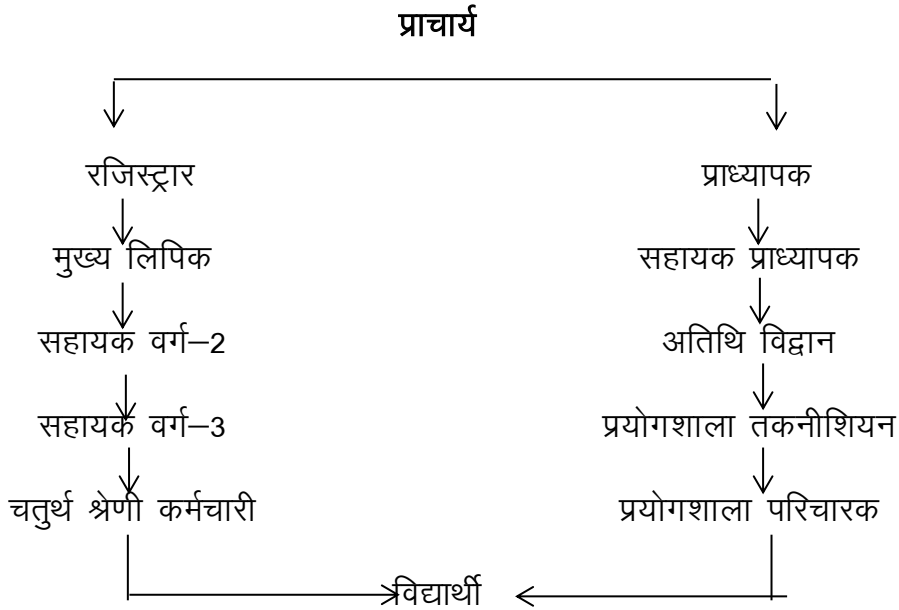 प्राचार्य
रजिस्ट्रार
प्राध्यापक
मुख्य लिपिक
सहायक प्राध्यापक
सहायक वर्ग–2
अतिथि विद्वान
सहायक वर्ग–3
प्रयोगशाला तकनीशियन
चतुर्थ श्रेणी कर्मचारी
प्रयोगशाला परिचारक
विद्यार्थी